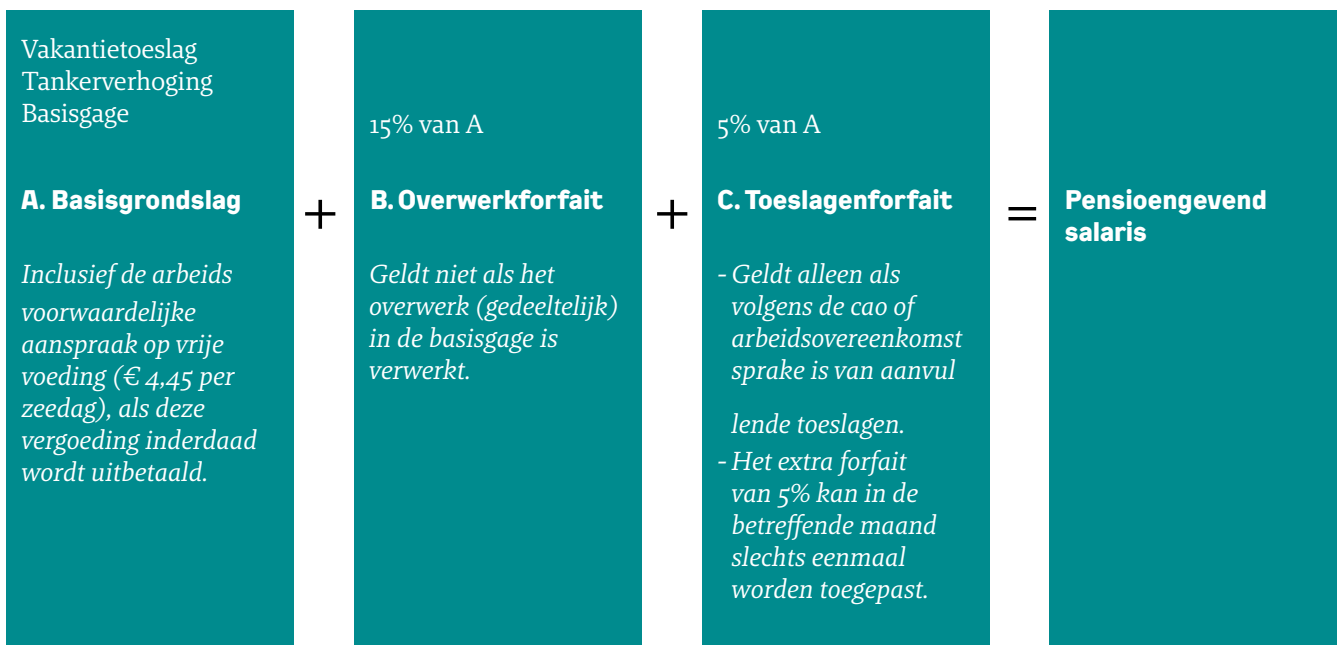 Vakantietoeslag
Tankerverhoging
Basisgage
A. Basisgrondslag
Inclusief de arbeids
voorwaardelijke
aanspraak op vrije
voeding (€ 4,45 per
zeedag), als deze
vergoeding inderdaad
wordt uitbetaald.
+
15% van A
B. Overwerkforfait
Geldt niet als het
overwerk (gedeeltelijk)
in de basisgage is
verwerkt.
+
5% van A
C. Toeslagenforfait
- Geldt alleen als
volgens de cao of
arbeidsovereenkomst
sprake is van aanvul
lende toeslagen.
- Het extra forfait
van 5% kan in de
betreffende maand
slechts eenmaal
worden toegepast.
=
Pensioengevend
salaris